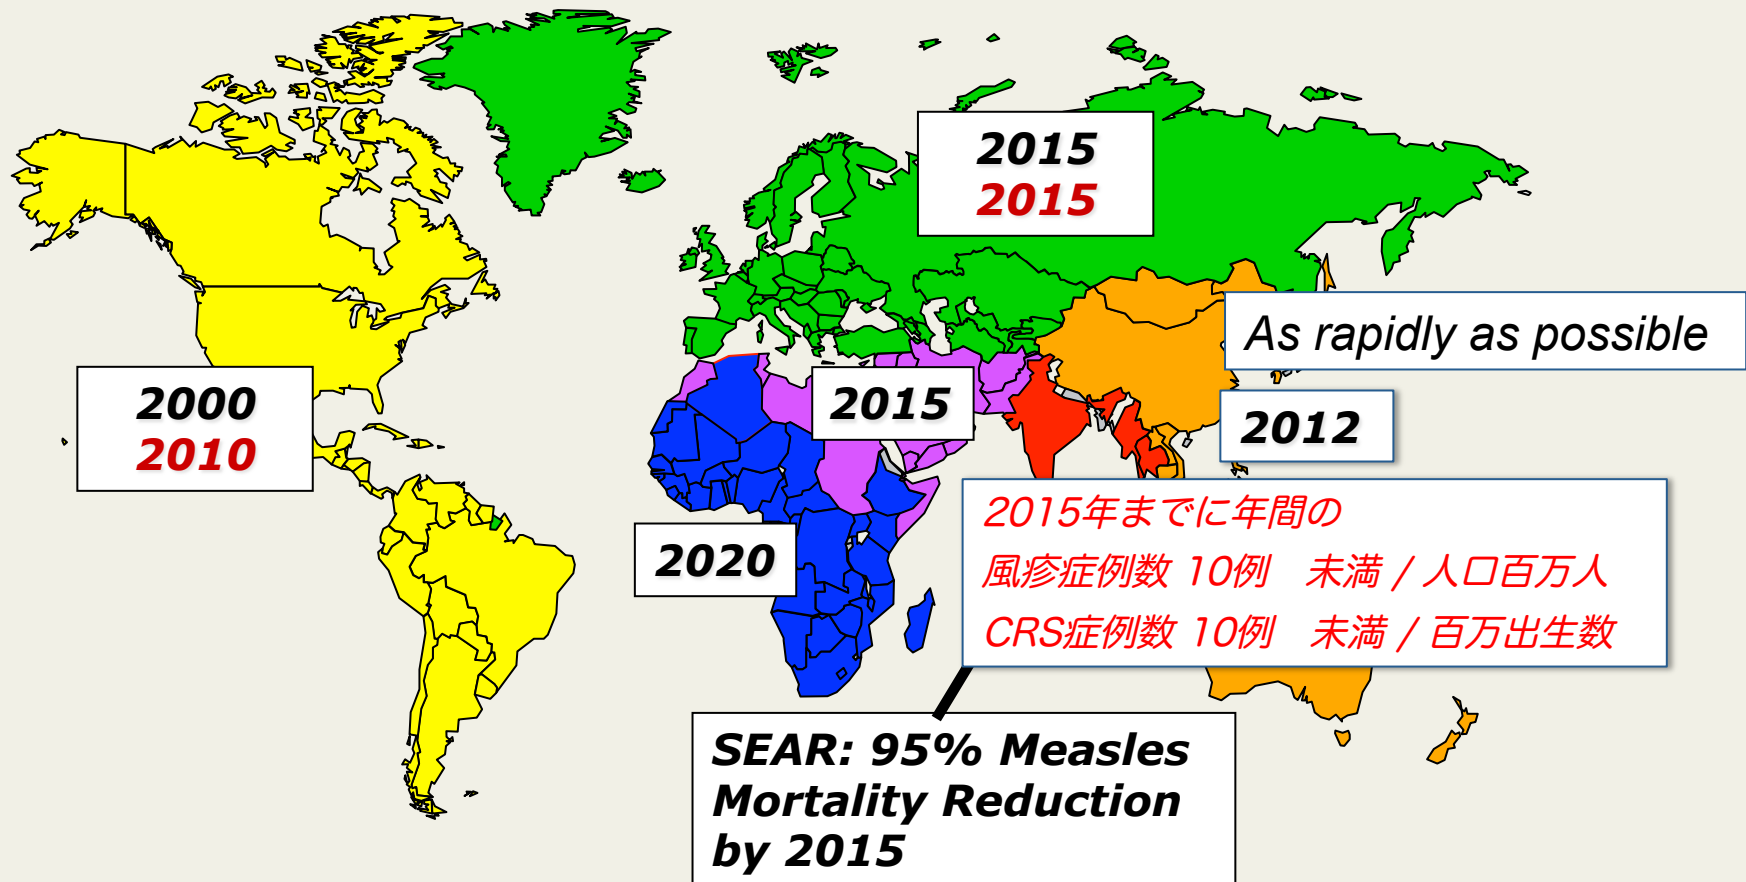 2015
2015
As rapidly as possible
2000
2010
2015
2012
2015年までに年間の
風疹症例数 10例　未満 / 人口百万人
CRS症例数 10例　未満 / 百万出生数
2020
SEAR: 95% Measles
Mortality Reduction
by 2015